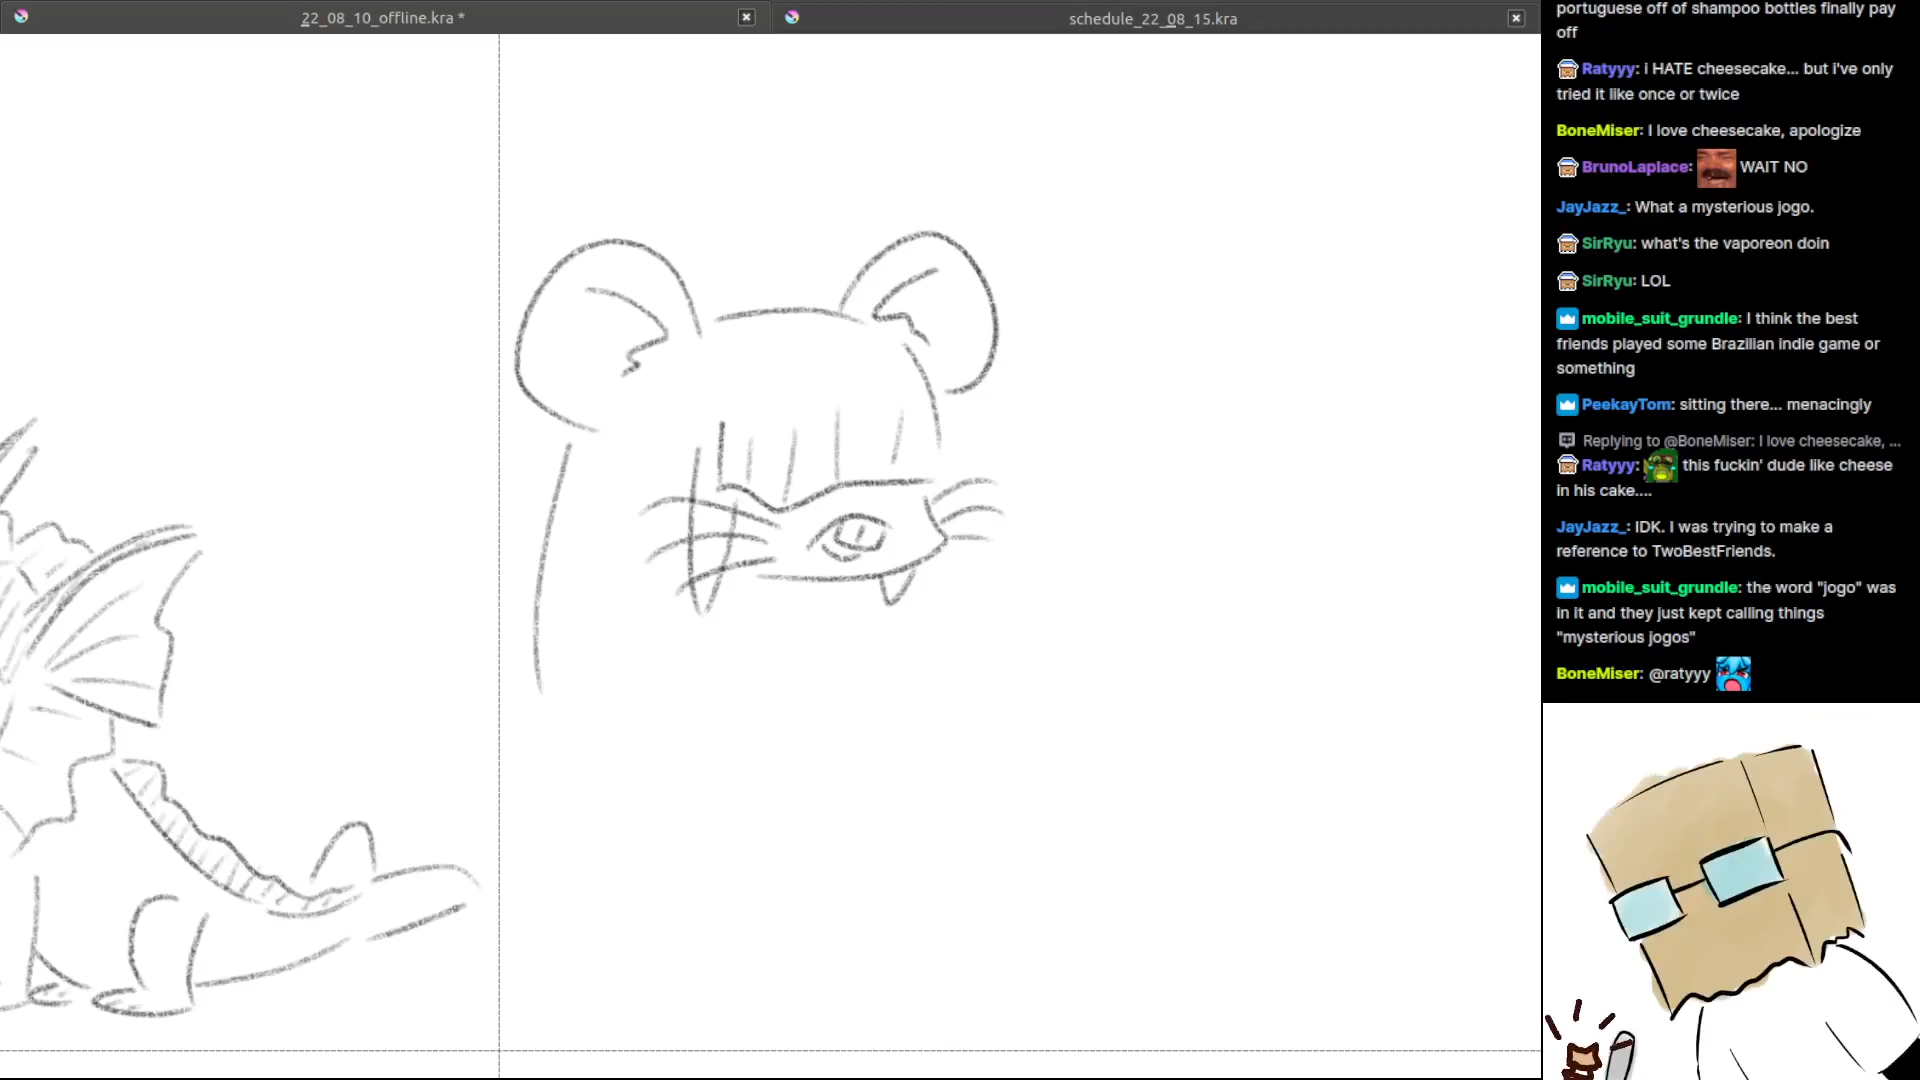 22_08_10_offline.kra *
schedule_22_08_15.kra
portuguese off of shampoo bottles finally pay
off
Ratyyy: i HATE cheesecake... but i've only
tried it like once or twice
BoneMiser: I love cheesecake, apologize
BrunoLaplace: WAIT NO
JayJazz_: What a mysterious jogo.
SirRyu: what's the vaporeon doin
SirRyu: LOL
mobile_suit_grundle: I think the best
friends played some Brazilian indie game or
something
PeekayTom: sitting there... menacingly
Replying to @BoneMiser: I love cheesecake, ...
Ratyyy: this fuckin' dude like cheese
in his cake....
JayJazz_: IDK. I was trying to make a
reference to TwoBestFriends.
mobile_suit_grundle: the word "jogo" was
in it and they just kept calling things
"mysterious jogos"
BoneMiser: @ratyyy